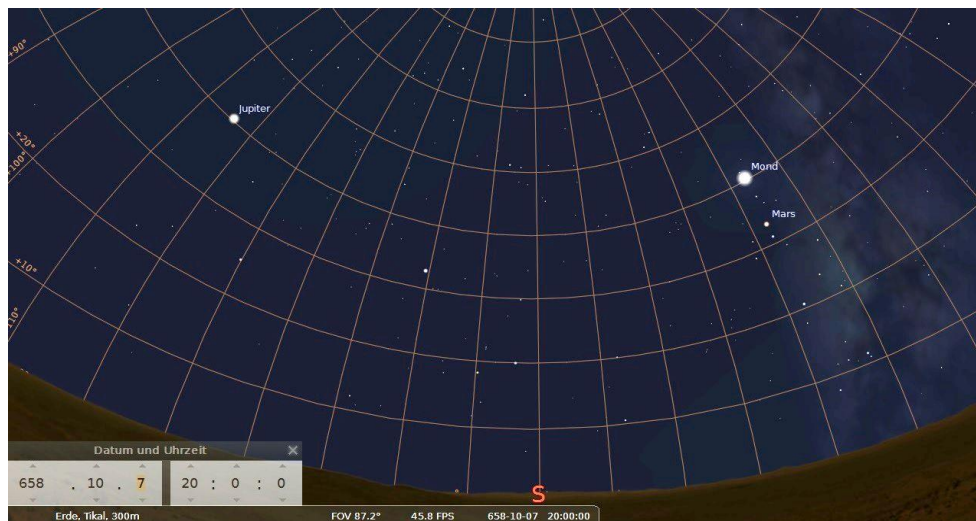 +90°
Jupiter
+20°
+100°
Mond
Mars
+10°
110°
S
Datum und Uhrzeit
658 . 10 . 7 20 : 0 : 0
Erde, Tikal, 300m FOV 87.2° 45.8 FPS 658-10-07 20:00:00